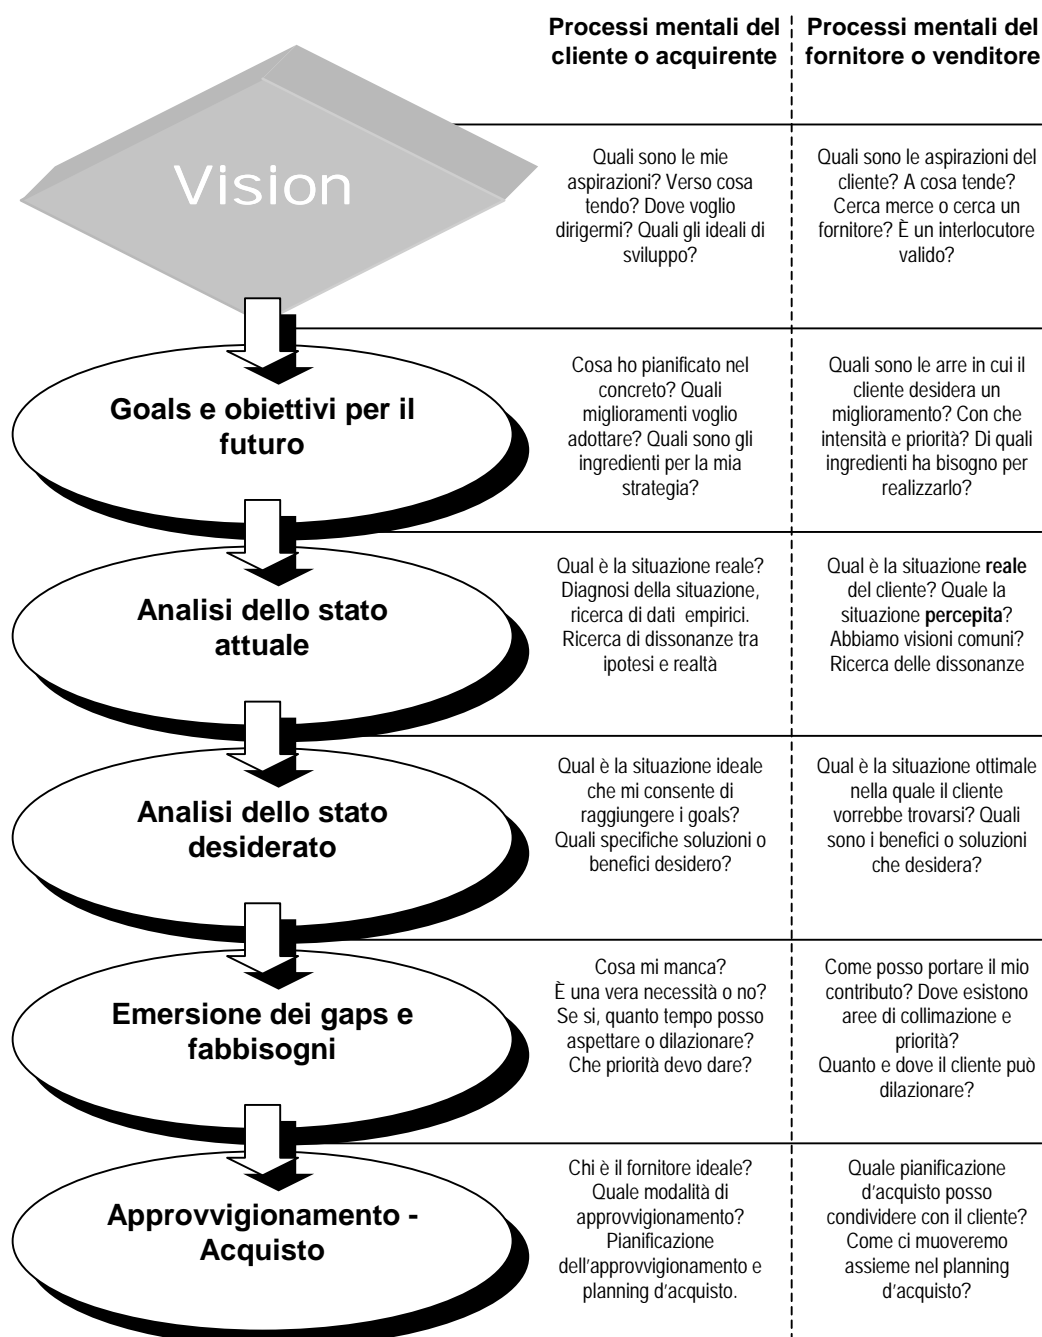 Processi mentali del
cliente o acquirente
Processi mentali del
fornitore o venditore
Vision
Quali sono le mie
aspirazioni? Verso cosa
tendo? Dove voglio
dirigermi? Quali gli ideali di
sviluppo?
Quali sono le aspirazioni del
cliente? A cosa tende?
Cerca merce o cerca un
fornitore? È un interlocutore
valido?
Goals e obiettivi per il
futuro
Cosa ho pianificato nel
concreto? Quali
miglioramenti voglio
adottare? Quali sono gli
ingredienti per la mia
strategia?
Quali sono le arre in cui il
cliente desidera un
miglioramento? Con che
intensità e priorità? Di quali
ingredienti ha bisogno per
realizzarlo?
Analisi dello stato
attuale
Qual è la situazione reale?
Diagnosi della situazione,
ricerca di dati empirici.
Ricerca di dissonanze tra
ipotesi e realtà
Qual è la situazione reale
del cliente? Quale la
situazione percepita?
Abbiamo visioni comuni?
Ricerca delle dissonanze
Analisi dello stato
desiderato
Qual è la situazione ideale
che mi consente di
raggiungere i goals?
Quali specifiche soluzioni o
benefici desidero?
Qual è la situazione ottimale
nella quale il cliente
vorrebbe trovarsi? Quali
sono i benefici o soluzioni
che desidera?
Emersione dei gaps e
fabbisogni
Cosa mi manca?
È una vera necessità o no?
Se si, quanto tempo posso
aspettare o dilazionare?
Che priorità devo dare?
Come posso portare il mio
contributo? Dove esistono
aree di collimazione e
priorità?
Quanto e dove il cliente può
dilazionare?
Approvvigionamento -
Acquisto
Chi è il fornitore ideale?
Quale modalità di
approvvigionamento?
Pianificazione
dell'approvvigionamento e
planning d'acquisto.
Quale pianificazione
d'acquisto posso
condividere con il cliente?
Come ci muoveremo
assieme nel planning
d'acquisto?